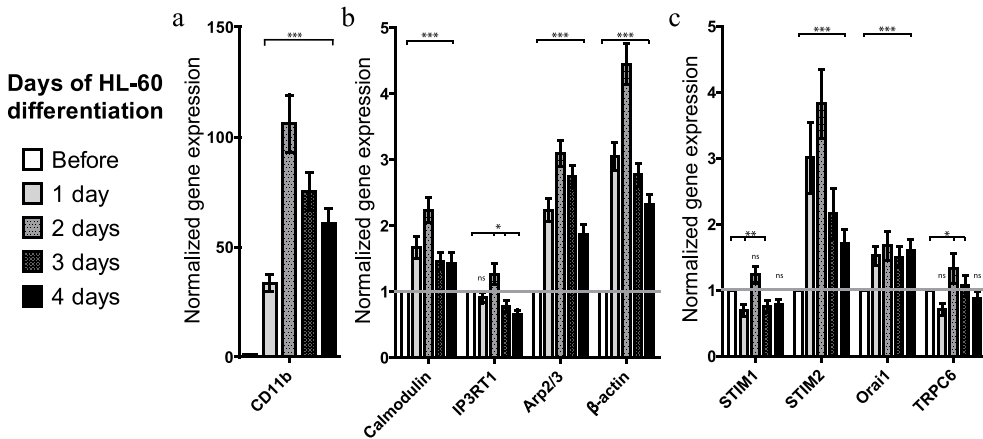 Days of HL-60
differentiation
Before
1 day
2 days
3 days
4 days
a
Normalized gene expression
150
100
50
0
***
CD11b
b
Normalized gene expression
5
4
3
2
1
0
***
ns
*
***
***
Calmodulin
IP3RT1
Arp2/3
β-actin
c
Normalized gene expression
5
4
3
2
1
0
**
ns
ns
***
***
*
ns
ns
STIM1
STIM2
Orai1
TRPC6